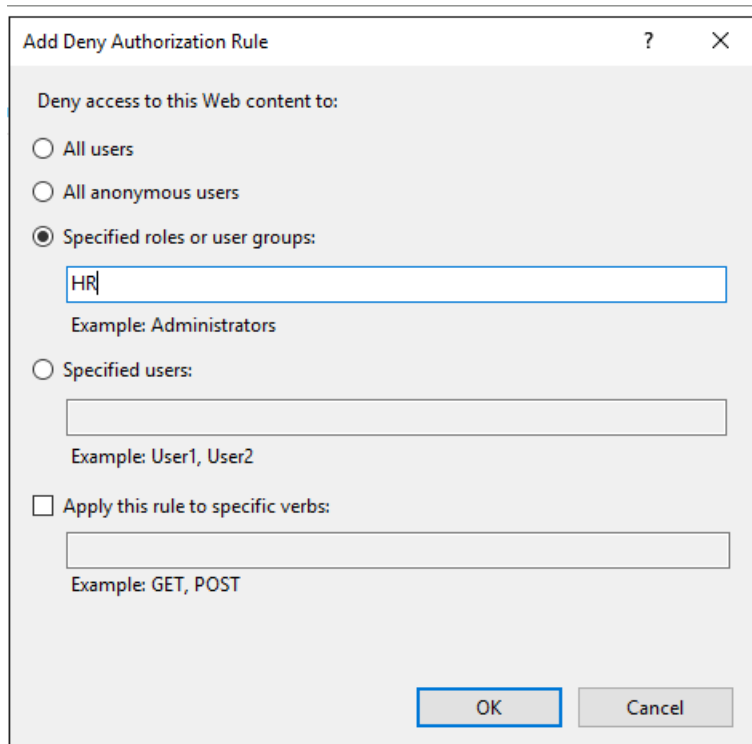 Add Deny Authorization Rule
Deny access to this Web content to:
All users
All anonymous users
Specified roles or user groups:
HR
Example: Administrators
Specified users:
Example: User1, User2
Apply this rule to specific verbs:
Example: GET, POST
OK Cancel